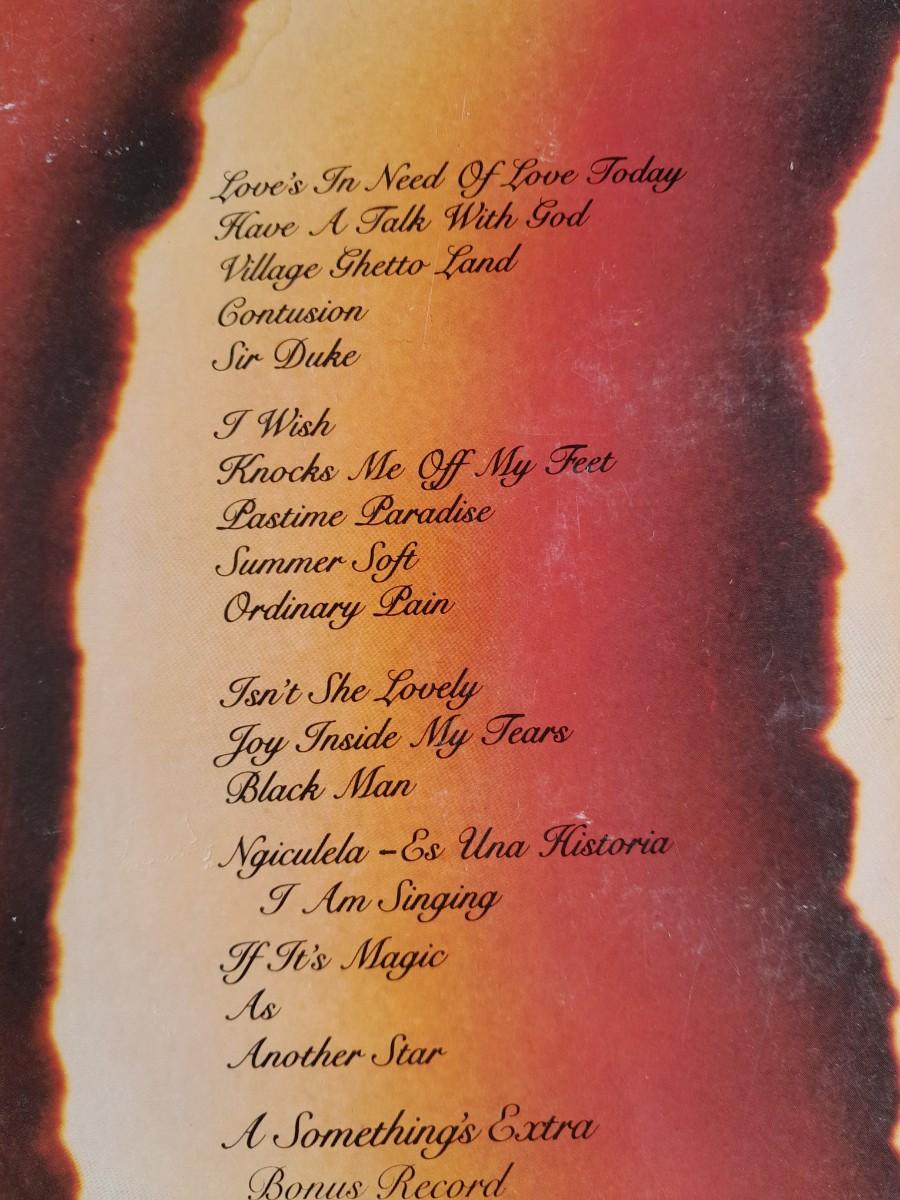 Love's In Need Of Love Today
Have A Talk With God
Village Ghetto Land
Contusion
Sir Duke
I Wish
Knocks Me Off My Feet
Pastime Paradise
Summer Soft
Ordinary Pain
Isn't She Lovely
Joy Inside My Tears
Black Man
Ngiculela – Es Una Historia
I Am Singing
If It's Magic
As
Another Star
A Something's Extra
Bonus Record